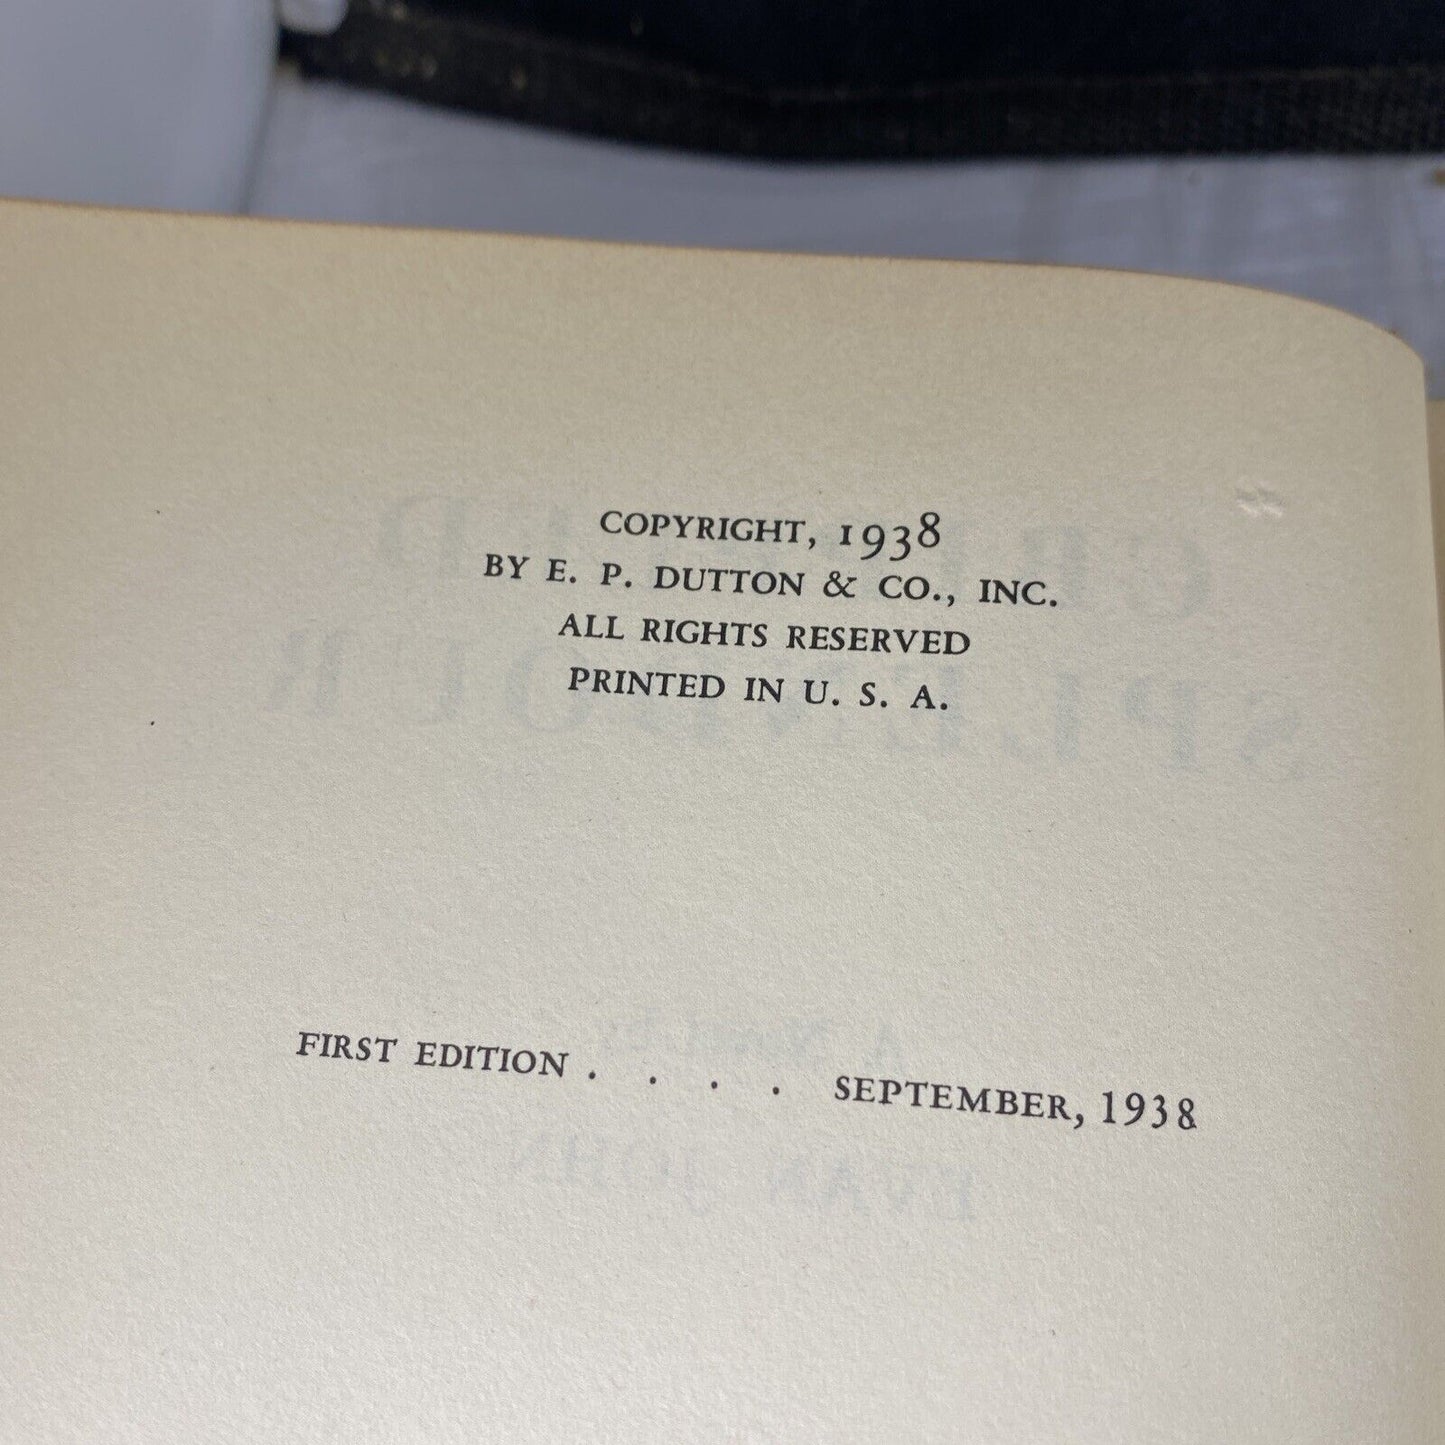 COPYRIGHT, 1938
BY E. P. DUTTON & CO., INC.
ALL RIGHTS RESERVED
PRINTED IN U. S. A.
FIRST EDITION . . . . SEPTEMBER, 1938